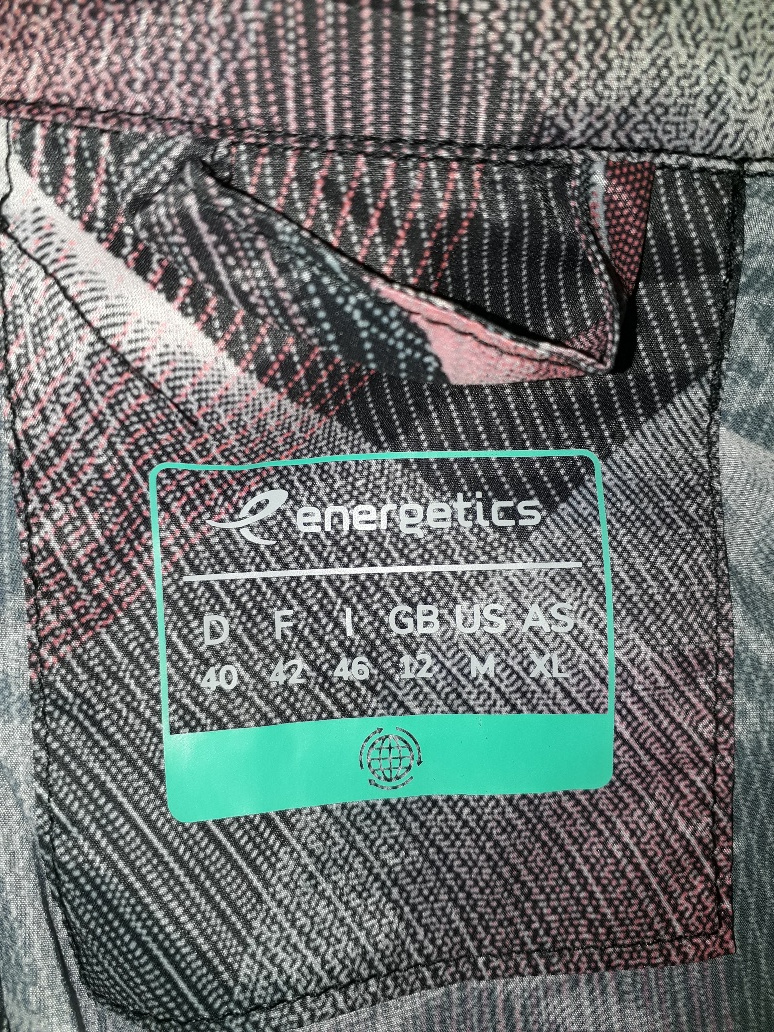 energetics
D F I GB US AS
40 42 46 12 M XL